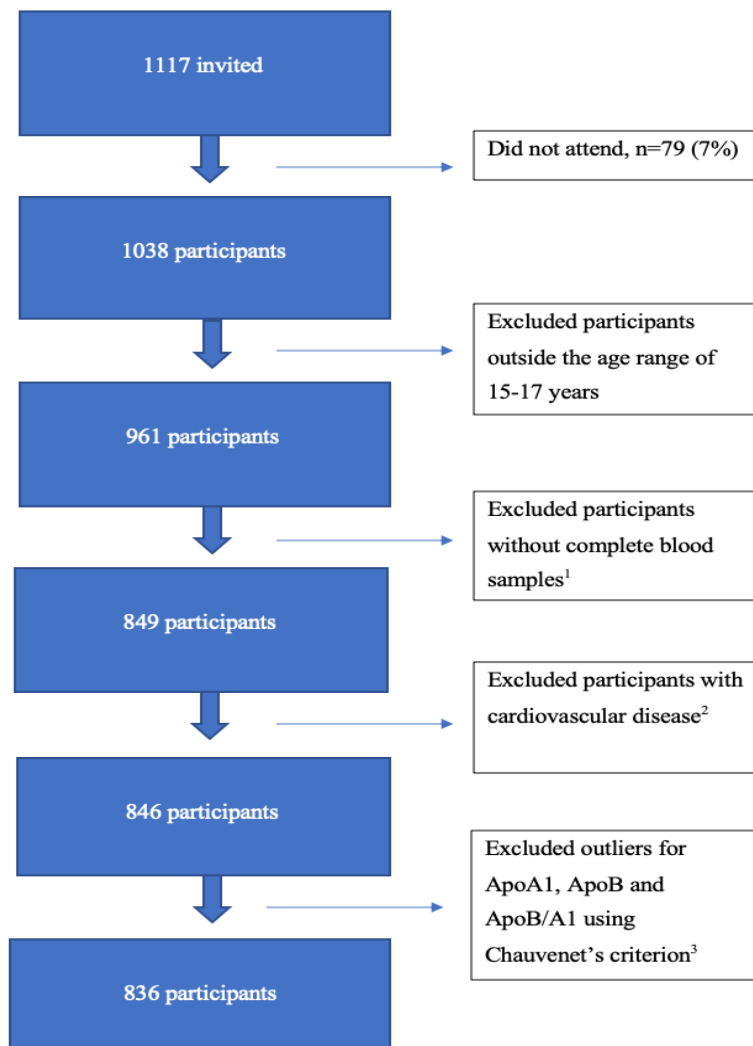 1117 invited
Did not attend, n=79 (7%)
1038 participants
Excluded participants
outside the age range of
15-17 years
961 participants
Excluded participants
without complete blood
samples¹
849 participants
Excluded participants with
cardiovascular disease²
846 participants
Excluded outliers for
ApoA1, ApoB and
ApoB/A1 using
Chauvenet’s criterion³
836 participants